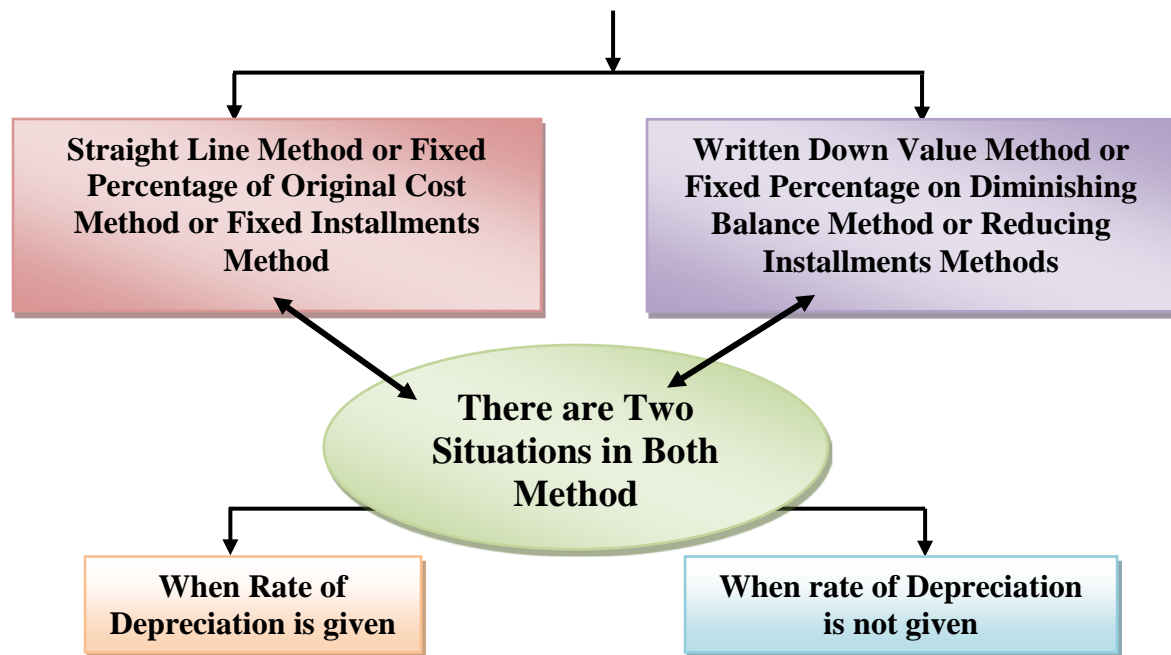 Straight Line Method or Fixed
Percentage of Original Cost
Method or Fixed Installments
Method
Written Down Value Method or
Fixed Percentage on Diminishing
Balance Method or Reducing
Installments Methods
There are Two
Situations in Both
Method
When Rate of
Depreciation is given
When rate of Depreciation
is not given